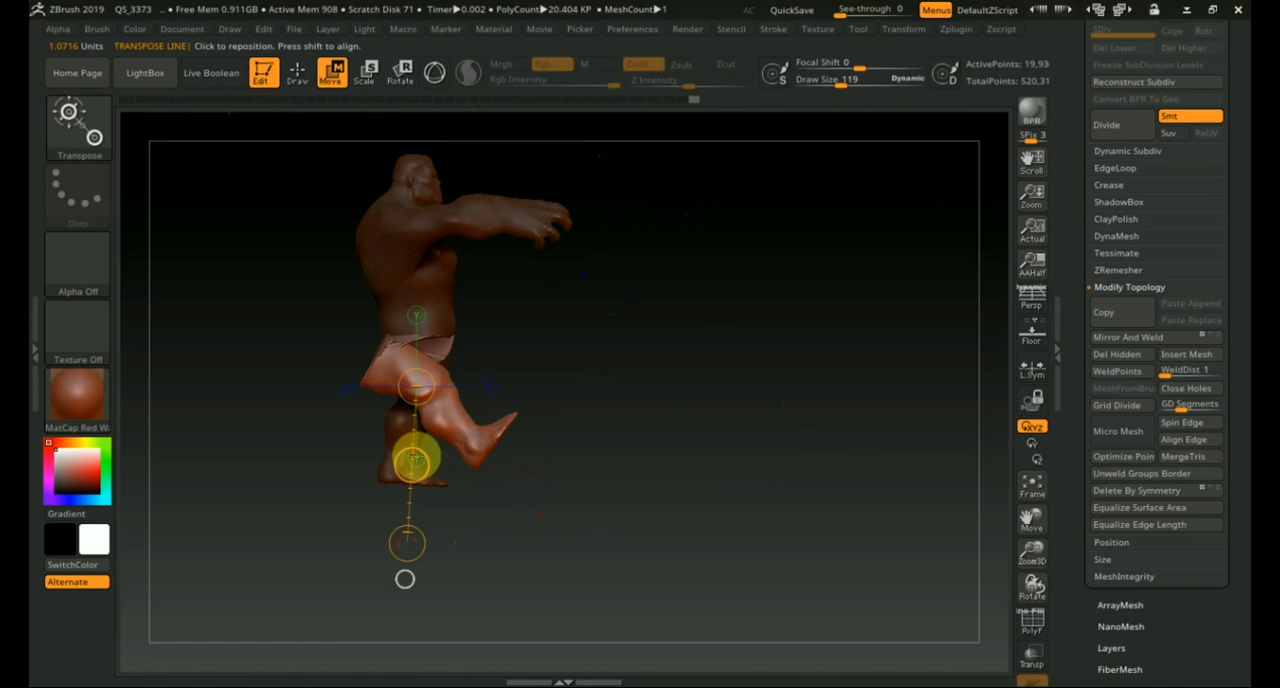 ZBrush 2019 QS_3373 .. • Free Mem 0.911GB • Active Mem 908 • Scratch Disk 71 • Timer▶0.002 • PolyCount▶20.404 KP • MeshCount▶1 AC QuickSave See-through 0 Menus DefaultZScript
Alpha Brush Color Document Draw Edit File Layer Light Macro Marker Material Movie Picker Preferences Render Stencil Stroke Texture Tool Transform Zplugin Zscript
1.0716 Units TRANSPOSE LINE| Click to reposition. Press shift to align.
Home Page LightBox Live Boolean Edit Draw Move Scale Rotate
Mrgb Rgb M Zadd Zsub Zcut
Rgb Intensity Z Intensity
S Focal Shift 0
Draw Size 119 Dynamic
D ActivePoints: 19,93
TotalPoints: 520,31
Transpose
Dots
Alpha Off
Texture Off
MatCap Red W
Gradient
SwitchColor
Alternate
Y
BPR
SPix 3
Scroll
Zoom
Actual
AAHalf
Dynamic
Persp
Floor
L.Sym
XYZ
Frame
Move
Zoom3D
Rotate
PolyF
Transp
SDiv Cage Rstr
Del Lower Del Higher
Freeze SubDivision Levels
Reconstruct Subdiv
Convert BPR To Geo
Divide Smt
Suv ReUV
Dynamic Subdiv
EdgeLoop
Crease
ShadowBox
ClayPolish
DynaMesh
Tessimate
ZRemesher
Modify Topology
Copy Paste Append
Paste Replace
Mirror And Weld
Del Hidden Insert Mesh
WeldPoints WeldDist 1
MeshFromBru Close Holes
Grid Divide GD Segments
Micro Mesh Spin Edge
Align Edge
Optimize Poin MergeTris
Unweld Groups Border
Delete By Symmetry
Equalize Surface Area
Equalize Edge Length
Position
Size
MeshIntegrity
ArrayMesh
NanoMesh
Layers
FiberMesh